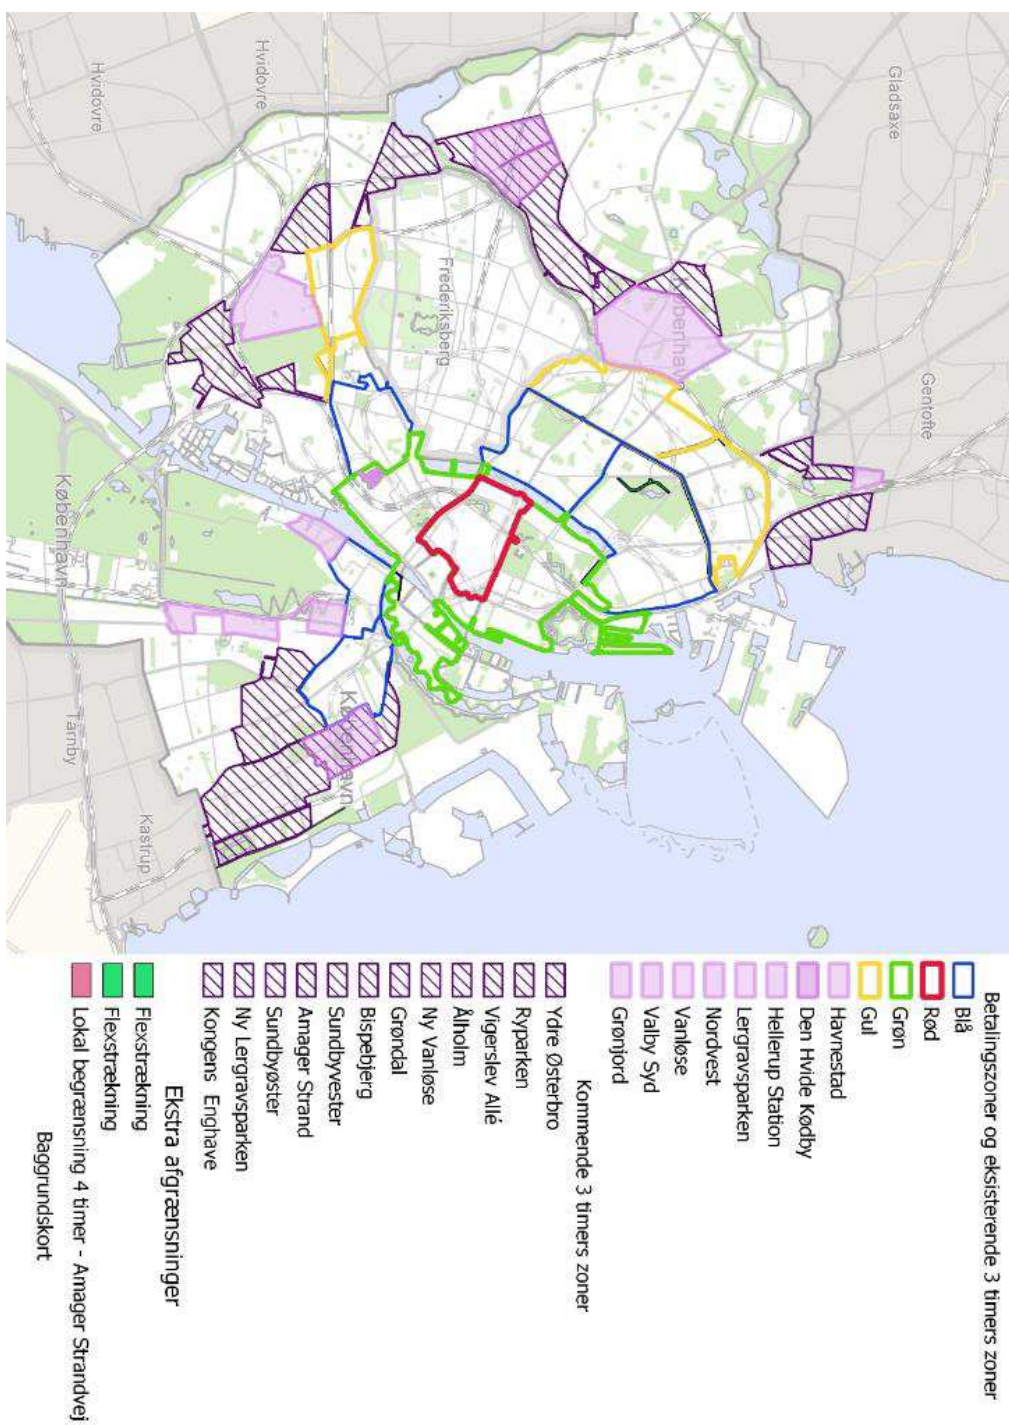 Hvidovre
Hvidovre
Gladsaxe
Gentofte
Frederiksberg
København
København
København
Tårnby
Kastrup
Betalingszoner og eksisterende 3 timers zoner
Blå
Rød
Grøn
Gul
Havnestad
Den Hvide Kødby
Hellerup Station
Lergravsparken
Nordvest
Vanløse
Valby Syd
Grønjord
Kommende 3 timers zoner
Ydre Østerbro
Ryparken
Vigerslev Allé
Ålholm
Ny Vanløse
Grøndal
Bispebjerg
Sundbyvester
Amager Strand
Sundbyøster
Ny Lergravsparken
Kongens Enghave
Ekstra afgrænsninger
Flexstrækning
Flexstrækning
Lokal begrænsning 4 timer - Amager Strandvej
Baggrundskort